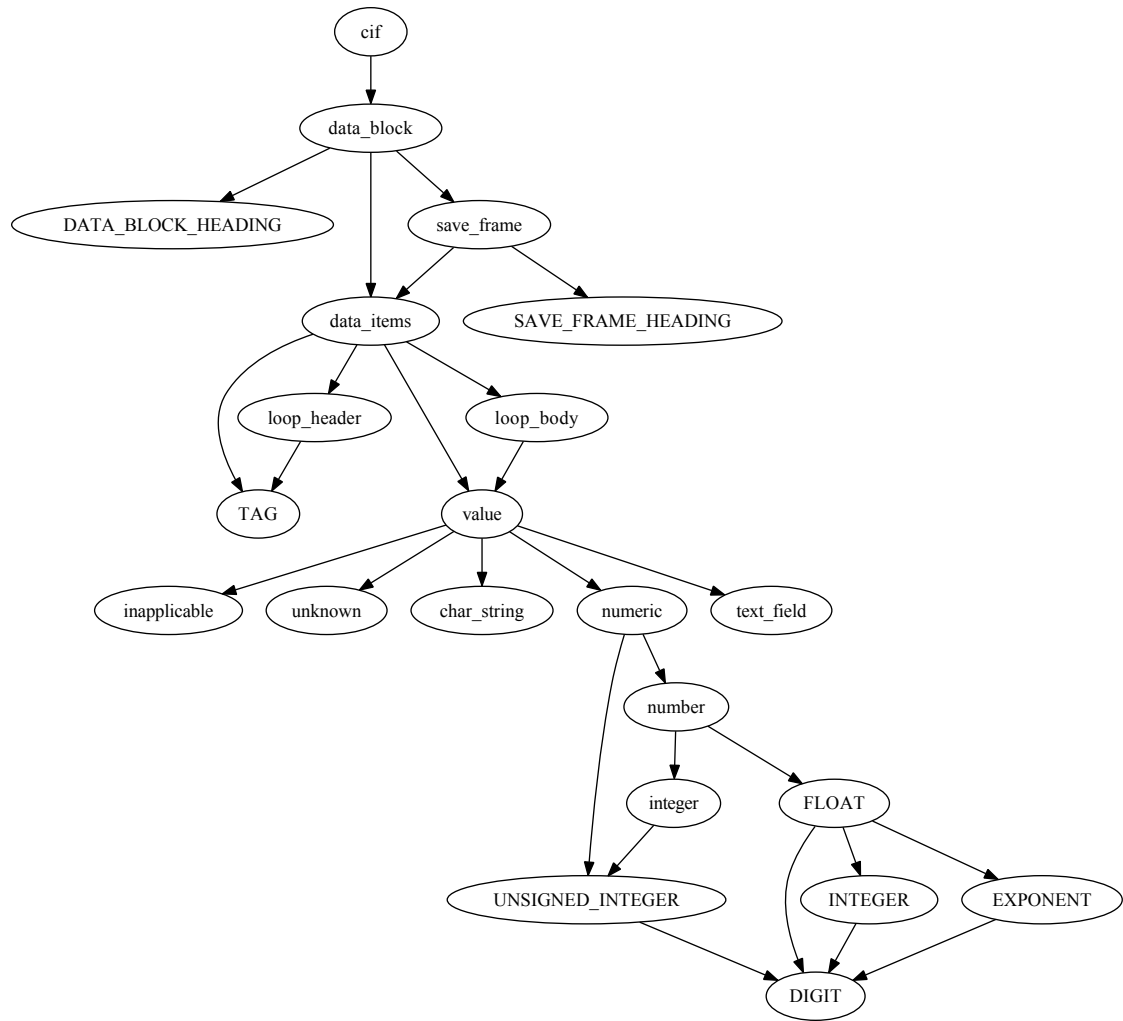 cif
data_block
DATA_BLOCK_HEADING
save_frame
data_items
SAVE_FRAME_HEADING
loop_header
loop_body
TAG
value
inapplicable
unknown
char_string
numeric
text_field
number
integer
FLOAT
UNSIGNED_INTEGER
INTEGER
EXPONENT
DIGIT